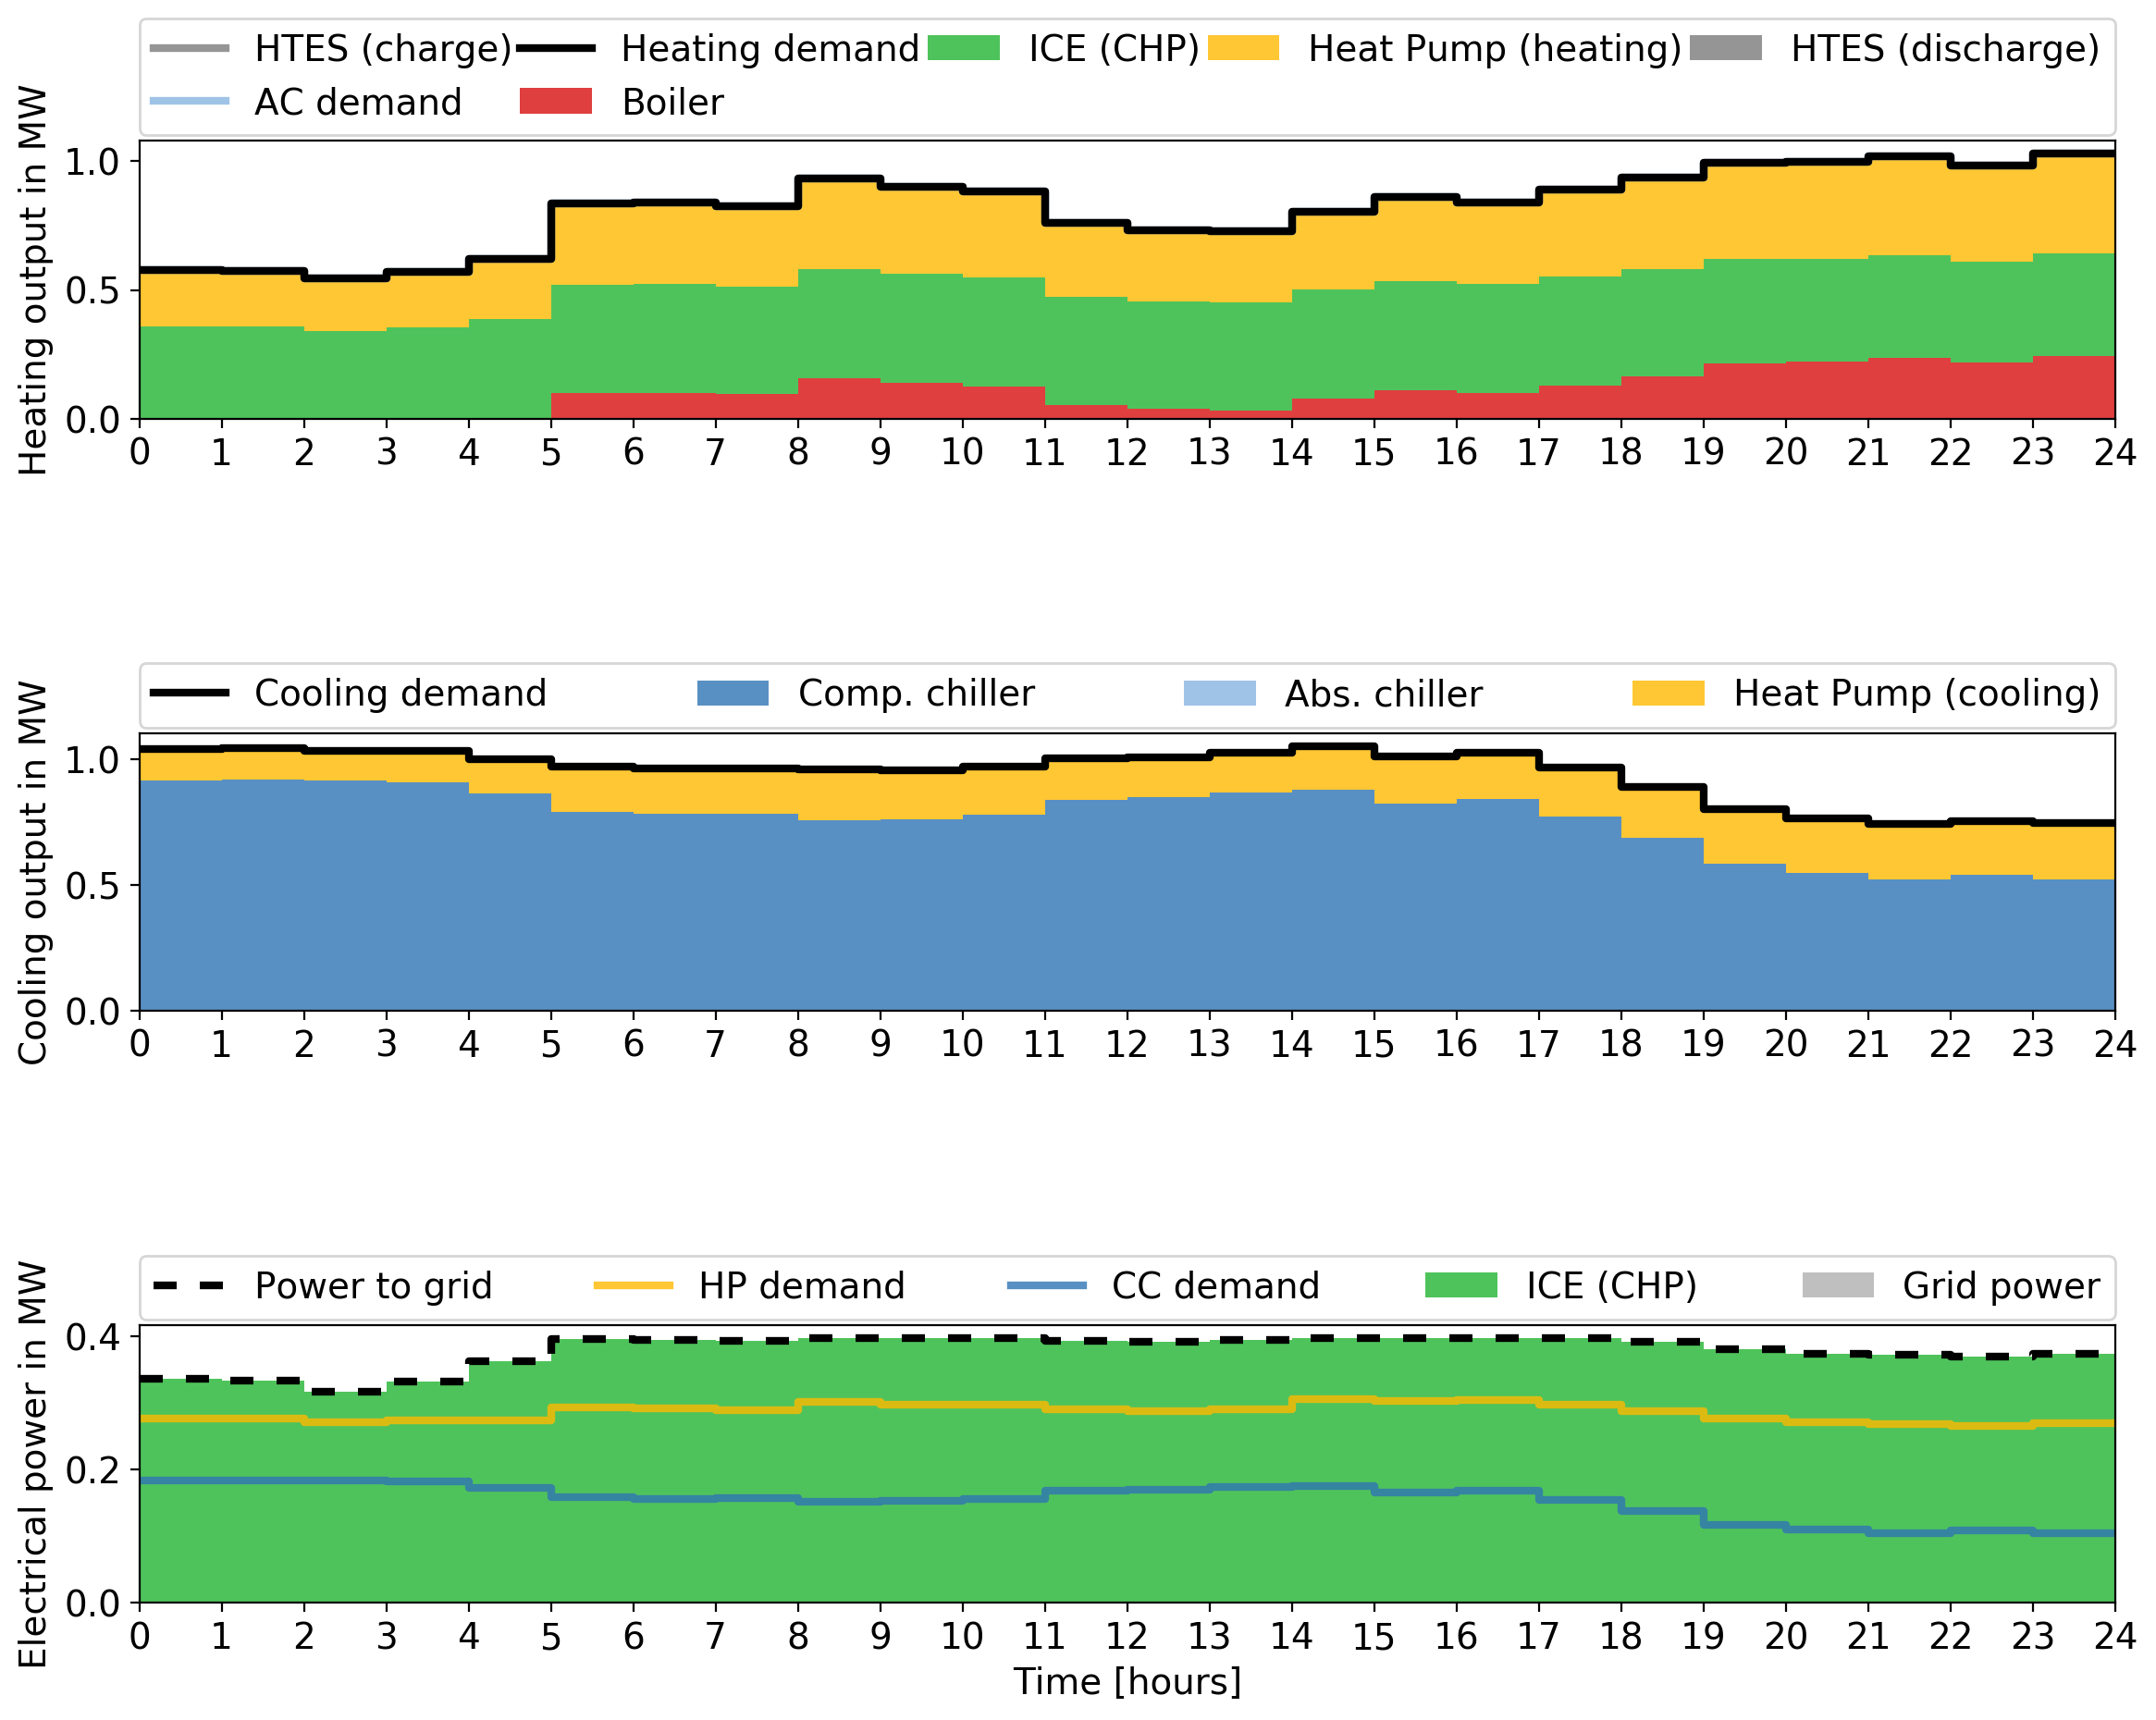 HTES (charge) Heating demand ICE (CHP) Heat Pump (heating) HTES (discharge)
AC demand Boiler
Heating output in MW
1.0
0.5
0.0
0 1 2 3 4 5 6 7 8 9 10 11 12 13 14 15 16 17 18 19 20 21 22 23 24
Cooling demand Comp. chiller Abs. chiller Heat Pump (cooling)
Cooling output in MW
1.0
0.5
0.0
0 1 2 3 4 5 6 7 8 9 10 11 12 13 14 15 16 17 18 19 20 21 22 23 24
Power to grid HP demand CC demand ICE (CHP) Grid power
Electrical power in MW
0.4
0.2
0.0
0 1 2 3 4 5 6 7 8 9 10 11 12 13 14 15 16 17 18 19 20 21 22 23 24
Time [hours]